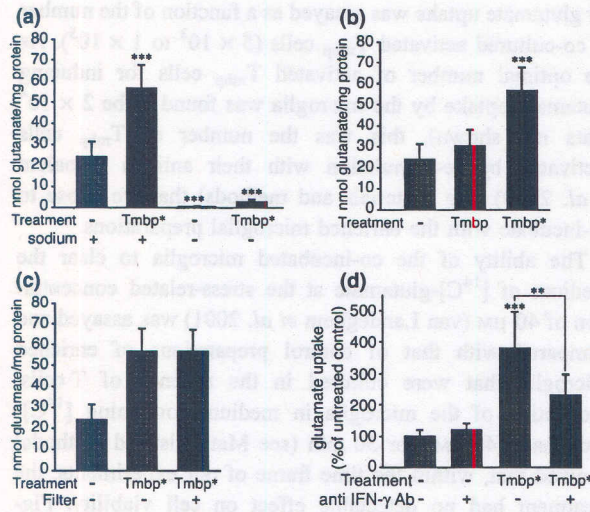 (a)
nmol glutamate/mg protein
80
70
60
50
40
30
20
10
0
***
***
***
Treatment - Tmbp* - Tmbp*
sodium + + - -
(b)
nmol glutamate/mg protein
80
70
60
50
40
30
20
10
0
***
Treatment - Tmbp Tmbp*
(c)
nmol glutamate/mg protein
80
70
60
50
40
30
20
10
0
Treatment - Tmbp* Tmbp*
Filter - +
(d)
glutamate uptake
(% of untreated control)
500
400
300
200
100
0
**
***
Treatment - - Tmbp* Tmbp*
anti IFN-γ Ab - + - +